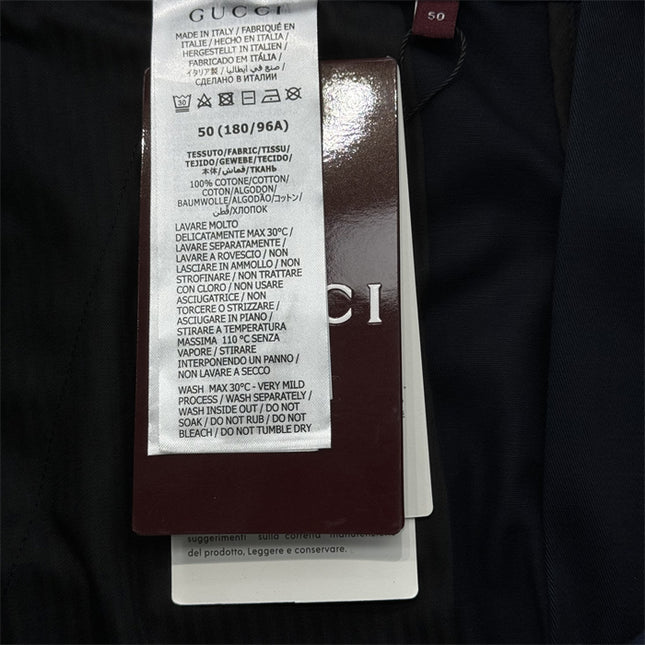 GUCCI
MADE IN ITALY / FABRIQUÉ EN
ITALIE / HECHO EN ITALIA /
HERGESTELLT IN ITALIEN /
FABRICADO EM ITÁLIA /
イタリア製 / صنع في ايطاليا /
СДЕЛАНО В ИТАЛИИ
30
50 (180/96A)
TESSUTO/FABRIC/TISSU/
TEJIDO/GEWEBE/TECIDO/
本体/قماش/ТКАНЬ
100% COTONE/COTTON/
COTON/ALGODON/
BAUMWOLLE/ALGODÃO/コットン/
قطن/ХЛОПОК
LAVARE MOLTO
DELICATAMENTE MAX 30°C /
LAVARE SEPARATAMENTE /
LAVARE A ROVESCIO / NON
LASCIARE IN AMMOLLO / NON
STROFINARE / NON TRATTARE
CON CLORO / NON USARE
ASCIUGATRICE / NON
TORCERE O STRIZZARE /
ASCIUGARE IN PIANO /
STIRARE A TEMPERATURA
MASSIMA 110 °C SENZA
VAPORE / STIRARE
INTERPONENDO UN PANNO /
NON LAVARE A SECCO
WASH MAX 30°C - VERY MILD
PROCESS / WASH SEPARATELY /
WASH INSIDE OUT / DO NOT
SOAK / DO NOT RUB / DO NOT
BLEACH / DO NOT TUMBLE DRY
50
CI
suggerimenti sulla corretta
del prodotto. Leggere e conservare.